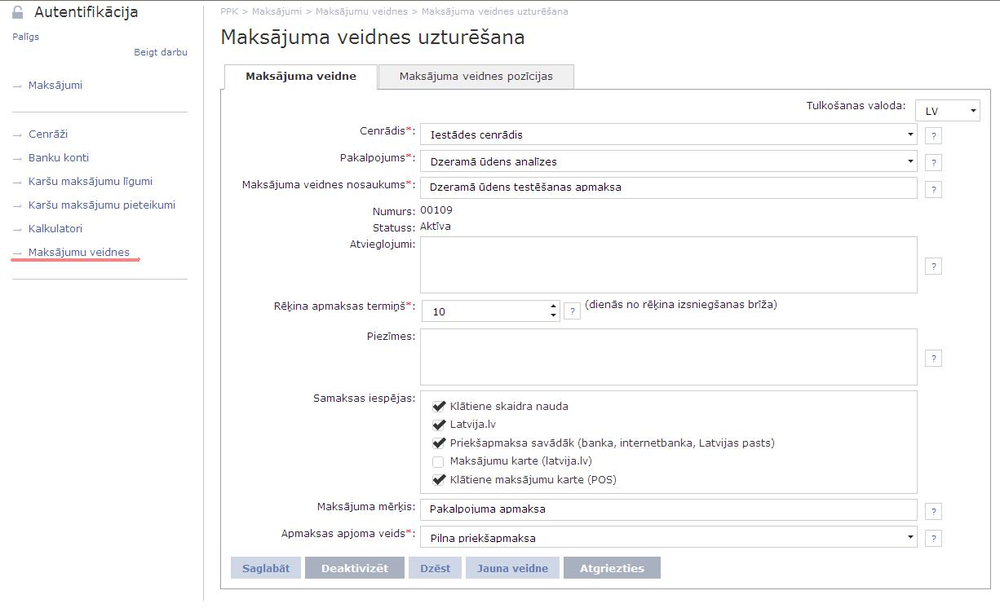 Autentifikācija
Palīgs
Beigt darbu
→ Maksājumi
→ Cenrāži
→ Banku konti
→ Karšu maksājumu līgumi
→ Karšu maksājumu pieteikumi
→ Kalkulatori
→ Maksājumu veidnes
PPK > Maksājumi > Maksājumu veidnes > Maksājuma veidnes uzturēšana
Maksājuma veidnes uzturēšana
Maksājuma veidne Maksājuma veidnes pozīcijas
Tulkošanas valoda: LV
Cenrādis*: Iestādes cenrādis ?
Pakalpojums*: Dzeramā ūdens analīzes ?
Maksājuma veidnes nosaukums*: Dzeramā ūdens testēšanas apmaksa ?
Numurs: 00109
Statuss: Aktīva
Atvieglojumi: ?
Rēķina apmaksas termiņš*: 10 ? (dienās no rēķina izsniegšanas brīža)
Piezīmes: ?
Samaksas iespējas:
Klātiene skaidra nauda
Latvija.lv
Priekšapmaksa savādāk (banka, internetbanka, Latvijas pasts)
Maksājumu karte (latvija.lv)
Klātiene maksājumu karte (POS)
Maksājuma mērķis: Pakalpojuma apmaksa ?
Apmaksas apjoma veids*: Pilna priekšapmaksa ?
Saglabāt Deaktivizēt Dzēst Jauna veidne Atgriezties